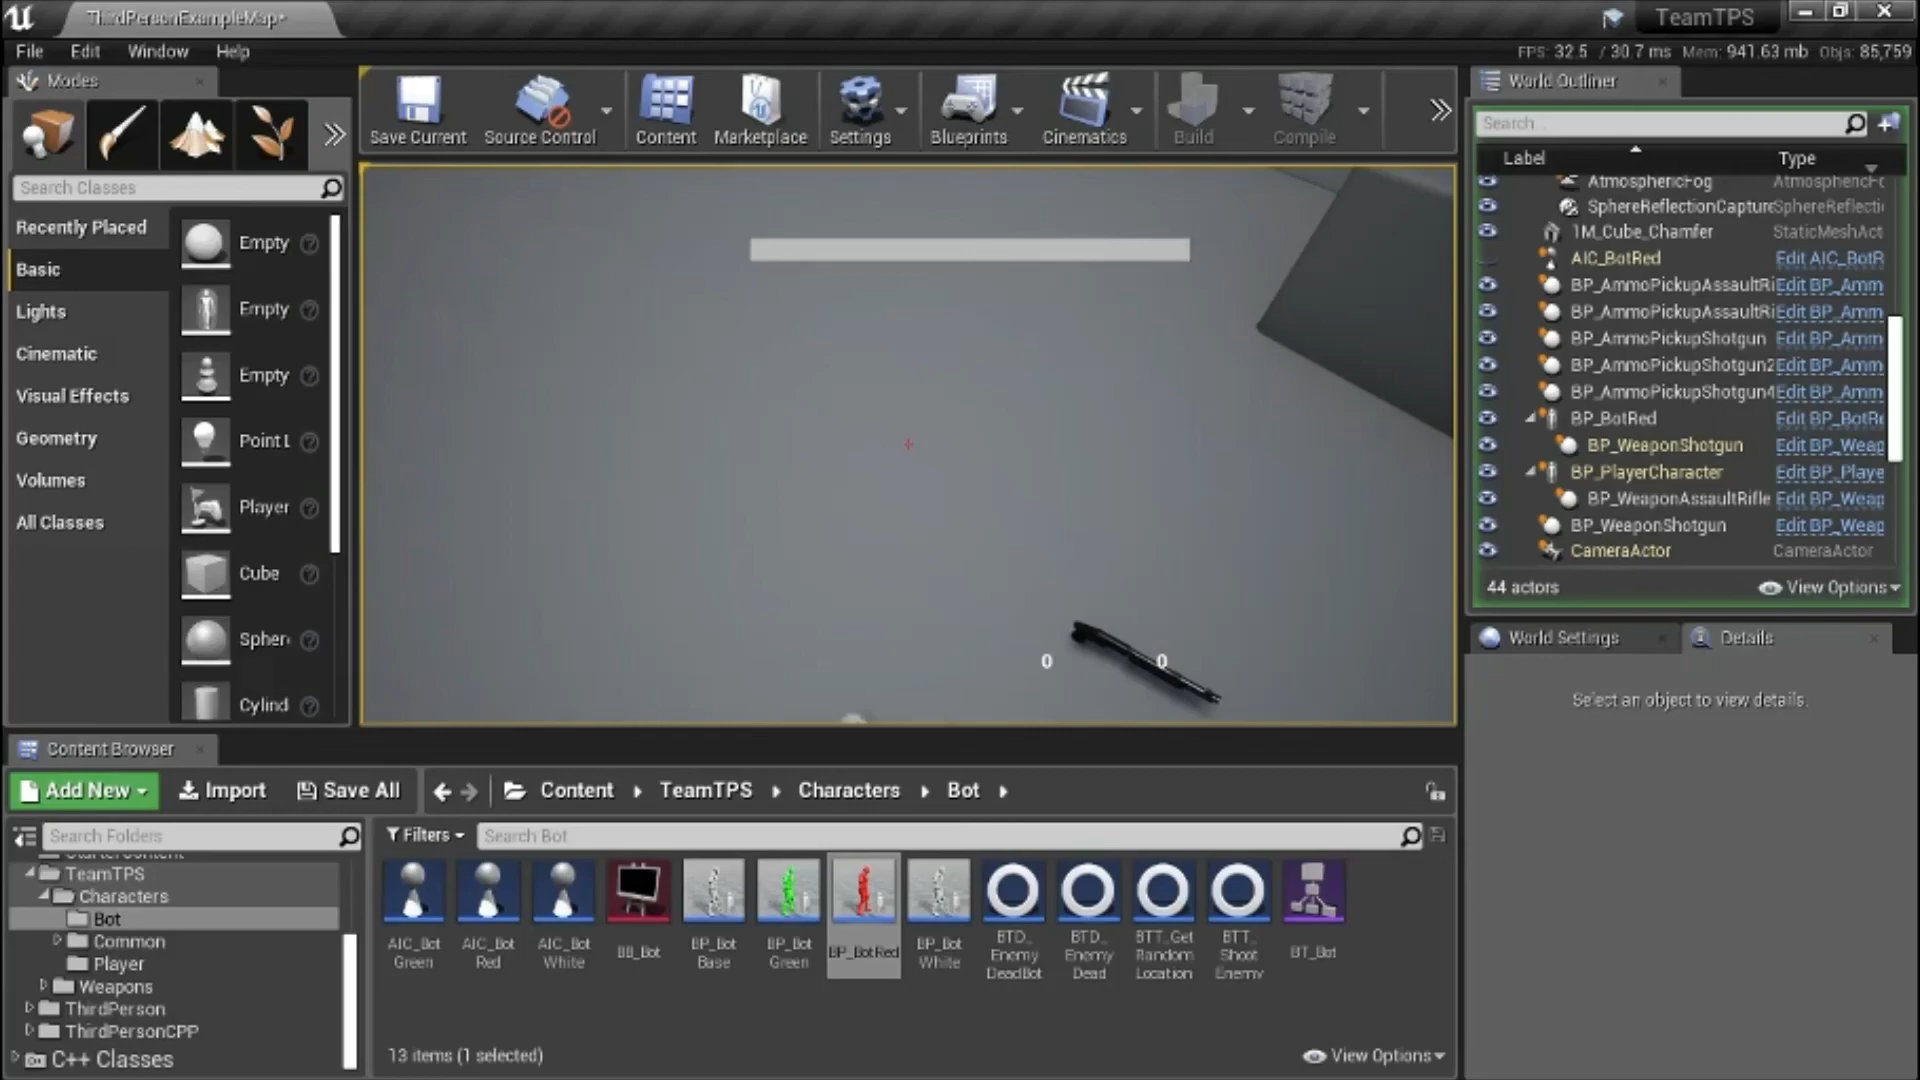 ThirdPersonExampleMap*
TeamTPS
File Edit Window Help
FPS: 32.5 / 30.7 ms Mem: 941.63 mb Objs: 85,759
Modes
Save Current
Source Control
Content
Marketplace
Settings
Blueprints
Cinematics
Build
Compile
Search Classes
Recently Placed
Basic
Lights
Cinematic
Visual Effects
Geometry
Volumes
All Classes
Empty
Empty
Empty
Point L
Player
Cube
Spher
Cylind
0
0
World Outliner
Search...
Label Type
AtmosphericFog AtmosphericFc
SphereReflectionCapture SphereReflecti
1M_Cube_Chamfer StaticMeshAct
AIC_BotRed Edit AIC_BotR
BP_AmmoPickupAssaultRi Edit BP_Amm
BP_AmmoPickupAssaultRi Edit BP_Amm
BP_AmmoPickupShotgun Edit BP_Amm
BP_AmmoPickupShotgun2 Edit BP_Amm
BP_AmmoPickupShotgun4 Edit BP_Amm
BP_BotRed Edit BP_BotRe
BP_WeaponShotgun Edit BP_Weap
BP_PlayerCharacter Edit BP_Playe
BP_WeaponAssaultRifle Edit BP_Weap
BP_WeaponShotgun Edit BP_Weap
CameraActor CameraActor
44 actors View Options
World Settings
Details
Select an object to view details.
Content Browser
Add New Import Save All Content TeamTPS Characters Bot
Search Folders
StarterContent
TeamTPS
Characters
Bot
Common
Player
Weapons
ThirdPerson
ThirdPersonCPP
C++ Classes
Filters Search Bot
AIC_Bot
Green
AIC_Bot
Red
AIC_Bot
White
BB_Bot
BP_Bot
Base
BP_Bot
Green
BP_BotRed
BP_Bot
White
BTD_
Enemy
DeadBot
BTD_
Enemy
Dead
BTT_Get
Random
Location
BTT_
Shoot
Enemy
BT_Bot
13 items (1 selected) View Options